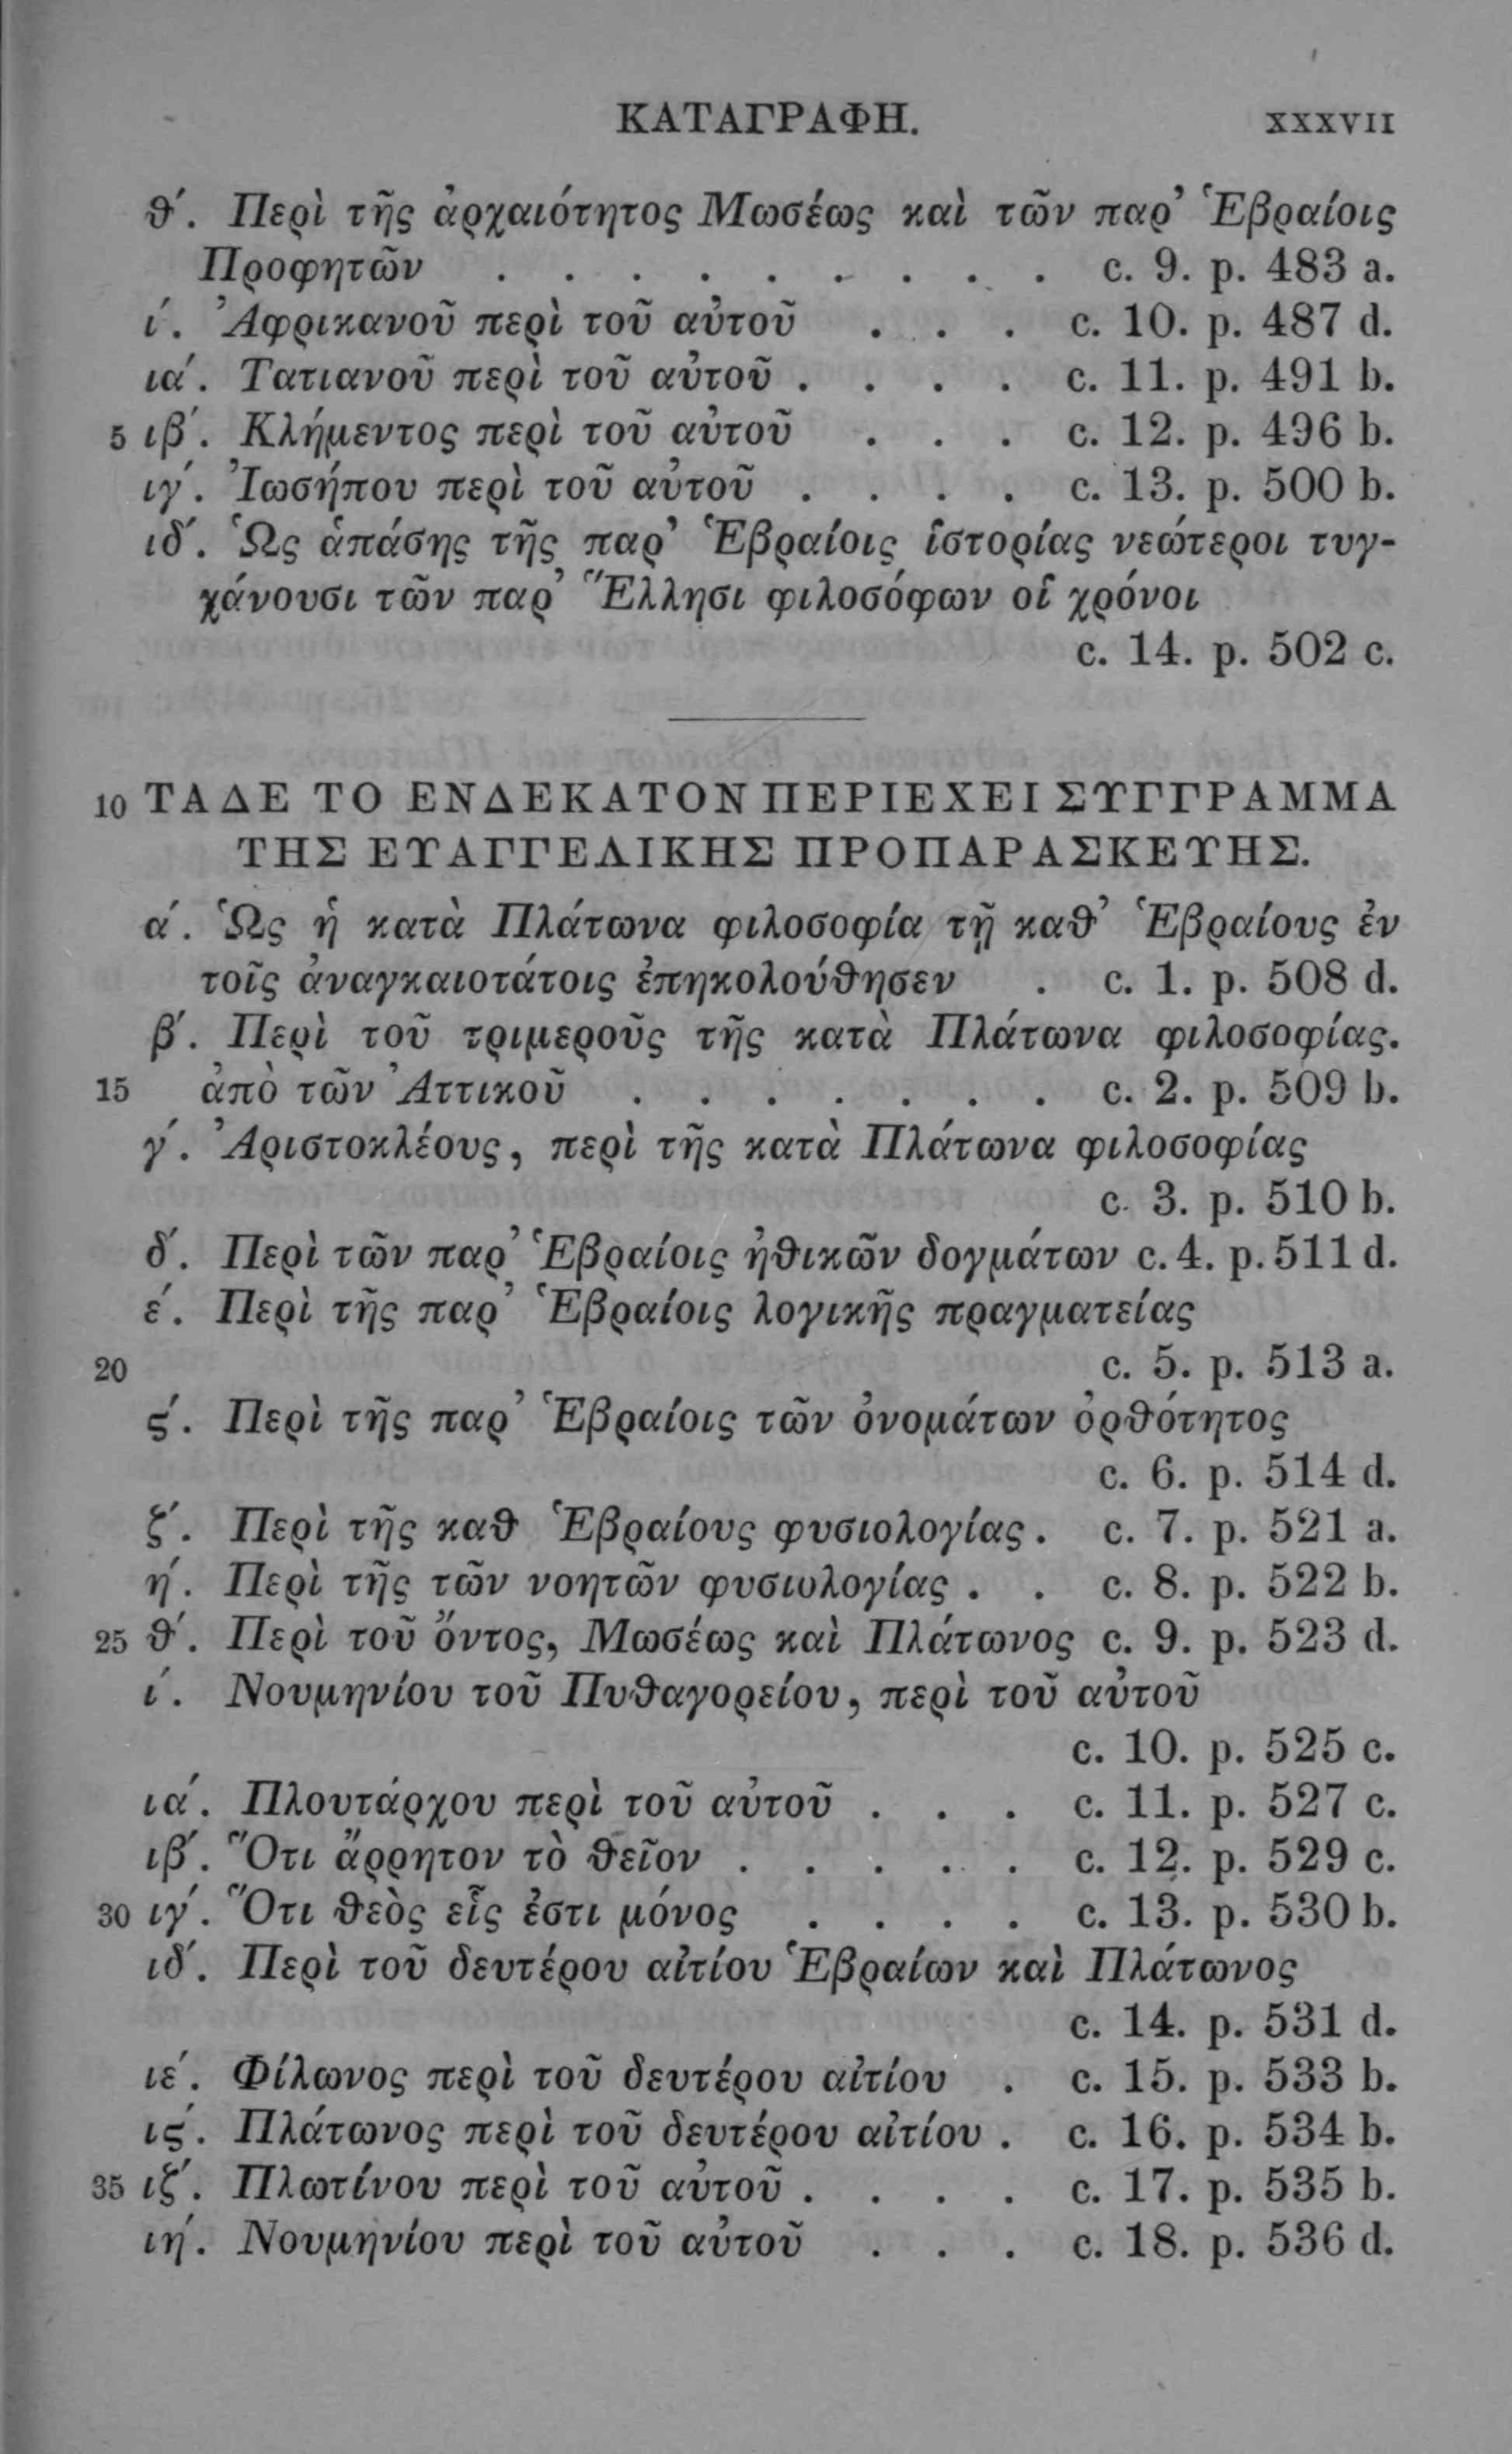 ΚΑΤΑΓΡΑΦΗ. XXXVII
θ΄. Περὶ τῆς ἀρχαιότητος Μωσέως καὶ τῶν παρ᾽ Ἑβραίοις
Προφητῶν . . . . . . . . . c. 9. p. 483 a.
ί. Ἀφρικανοῦ περὶ τοῦ αὐτοῦ . . . c. 10. p. 487 d.
ια΄. Τατιανοῦ περὶ τοῦ αὐτοῦ . . . . c. 11. p. 491 b.
5 ιβ΄. Κλήμεντος περὶ τοῦ αὐτοῦ . . . c. 12. p. 496 b.
ιγ΄. Ἰωσήπου περὶ τοῦ αὐτοῦ . . . . c. 13. p. 500 b.
ιδ΄. Ὡς ἁπάσης τῆς παρ᾽ Ἑβραίοις ἱστορίας νεώτεροι τυγ-
χάνουσι τῶν παρ᾽ Ἕλλησι φιλοσόφων οἱ χρόνοι
c. 14. p. 502 c.
10 ΤΑΔΕ ΤΟ ΕΝΔΕΚΑΤΟΝ ΠΕΡΙΕΧΕΙ ΣΥΓΓΡΑΜΜΑ
ΤΗΣ ΕΥΑΓΓΕΛΙΚΗΣ ΠΡΟΠΑΡΑΣΚΕΥΗΣ.
α΄. Ὡς ἡ κατὰ Πλάτωνα φιλοσοφία τῇ καθ᾽ Ἑβραίους ἐν
τοῖς ἀναγκαιοτάτοις ἐπηκολούθησεν . c. 1. p. 508 d.
β΄. Περὶ τοῦ τριμεροῦς τῆς κατὰ Πλάτωνα φιλοσοφίας.
15 ἀπὸ τῶν Ἀττικοῦ . . . . . . . c. 2. p. 509 b.
γ΄. Ἀριστοκλέους, περὶ τῆς κατὰ Πλάτωνα φιλοσοφίας
c. 3. p. 510 b.
δ΄. Περὶ τῶν παρ᾽ Ἑβραίοις ἠθικῶν δογμάτων c. 4. p. 511 d.
ε΄. Περὶ τῆς παρ᾽ Ἑβραίοις λογικῆς πραγματείας
20 c. 5. p. 513 a.
ς΄. Περὶ τῆς παρ᾽ Ἑβραίοις τῶν ὀνομάτων ὀρθότητος
c. 6. p. 514 d.
ζ΄. Περὶ τῆς καθ Ἑβραίους φυσιολογίας . c. 7. p. 521 a.
η΄. Περὶ τῆς τῶν νοητῶν φυσιολογίας . . c. 8. p. 522 b.
25 θ΄. Περὶ τοῦ ὄντος, Μωσέως καὶ Πλάτωνος c. 9. p. 523 d.
ι΄. Νουμηνίου τοῦ Πυθαγορείου, περὶ τοῦ αὐτοῦ
c. 10. p. 525 c.
ια΄. Πλουτάρχου περὶ τοῦ αὐτοῦ . . . c. 11. p. 527 c.
ιβ΄. Ὅτι ἄρρητον τὸ θεῖον . . . . . c. 12. p. 529 c.
30 ιγ΄. Ὅτι θεὸς εἷς ἐστι μόνος . . . . c. 13. p. 530 b.
ιδ΄. Περὶ τοῦ δευτέρου αἰτίου Ἑβραίων καὶ Πλάτωνος
c. 14. p. 531 d.
ιε΄. Φίλωνος περὶ τοῦ δευτέρου αἰτίου . c. 15. p. 533 b.
ις΄. Πλάτωνος περὶ τοῦ δευτέρου αἰτίου . c. 16. p. 534 b.
35 ιζ΄. Πλωτίνου περὶ τοῦ αὐτοῦ . . . . c. 17. p. 535 b.
ιη΄. Νουμηνίου περὶ τοῦ αὐτοῦ . . . c. 18. p. 536 d.